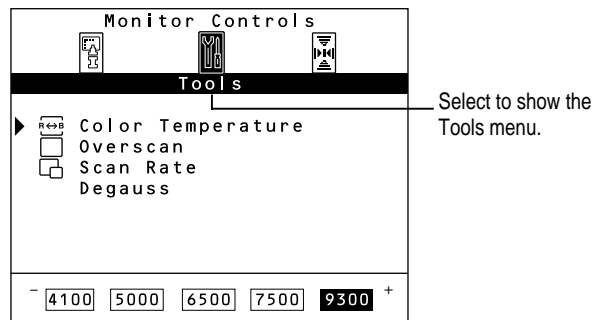 Monitor Controls
Tools
Select to show the
Tools menu.
R↔B Color Temperature
Overscan
Scan Rate
Degauss
- 4100 5000 6500 7500 9300 +